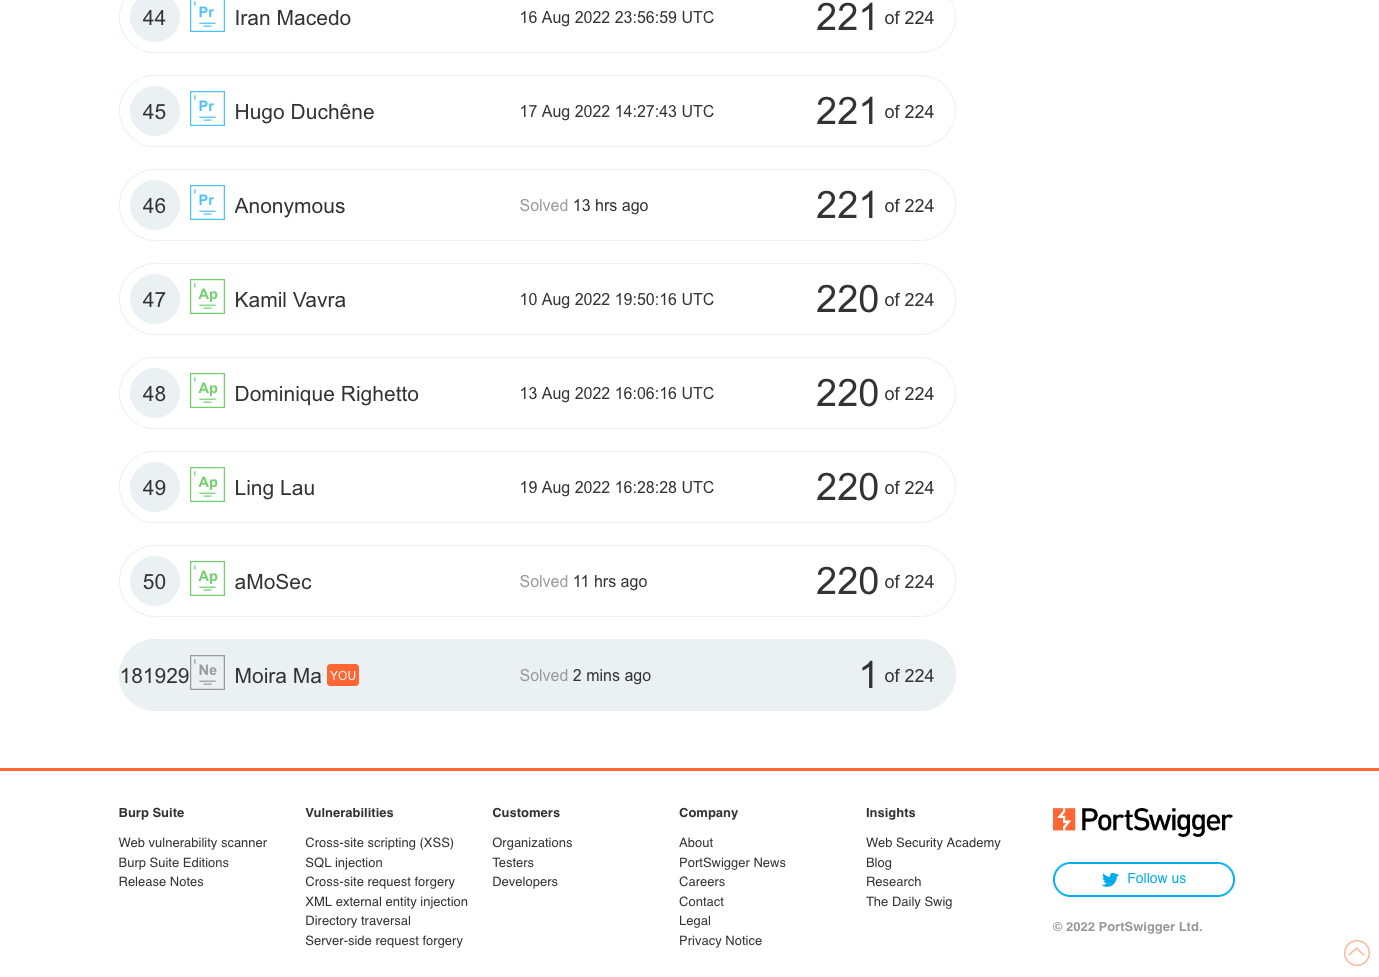 44 Pr Iran Macedo 16 Aug 2022 23:56:59 UTC 221 of 224
45 Pr Hugo Duchêne 17 Aug 2022 14:27:43 UTC 221 of 224
46 Pr Anonymous Solved 13 hrs ago 221 of 224
47 Ap Kamil Vavra 10 Aug 2022 19:50:16 UTC 220 of 224
48 Ap Dominique Righetto 13 Aug 2022 16:06:16 UTC 220 of 224
49 Ap Ling Lau 19 Aug 2022 16:28:28 UTC 220 of 224
50 Ap aMoSec Solved 11 hrs ago 220 of 224
181929 Ne Moira Ma YOU Solved 2 mins ago 1 of 224
Burp Suite
Web vulnerability scanner
Burp Suite Editions
Release Notes
Vulnerabilities
Cross-site scripting (XSS)
SQL injection
Cross-site request forgery
XML external entity injection
Directory traversal
Server-side request forgery
Customers
Organizations
Testers
Developers
Company
About
PortSwigger News
Careers
Contact
Legal
Privacy Notice
Insights
Web Security Academy
Blog
Research
The Daily Swig
PortSwigger
Follow us
© 2022 PortSwigger Ltd.